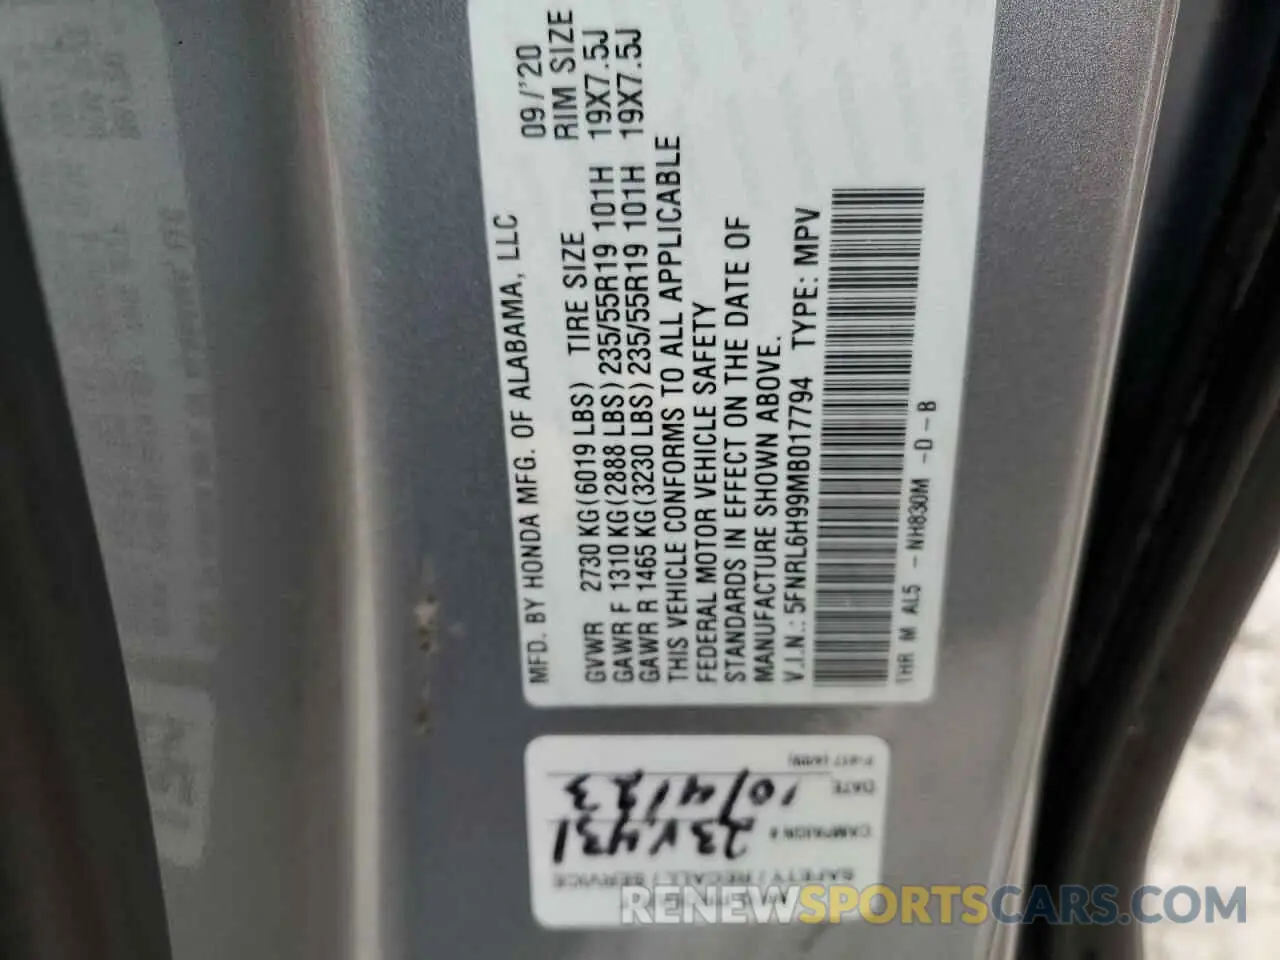 MFD. BY HONDA MFG. OF ALABAMA, LLC 09/'20
GVWR 2730 KG(6019 LBS) TIRE SIZE RIM SIZE
GAWR F 1310 KG(2888 LBS) 235/55R19 101H 19X7.5J
GAWR R 1465 KG(3230 LBS) 235/55R19 101H 19X7.5J
THIS VEHICLE CONFORMS TO ALL APPLICABLE
FEDERAL MOTOR VEHICLE SAFETY
STANDARDS IN EFFECT ON THE DATE OF
MANUFACTURE SHOWN ABOVE.
V.I.N.: 5FNRL6H99MB017794 TYPE: MPV
THR M AL5 - NH830M -D-B
SAFETY / RECALL / SERVICE
CAMPAIGN # 23V431
DATE 10/4/23
RENEWSPORTSCARS.COM